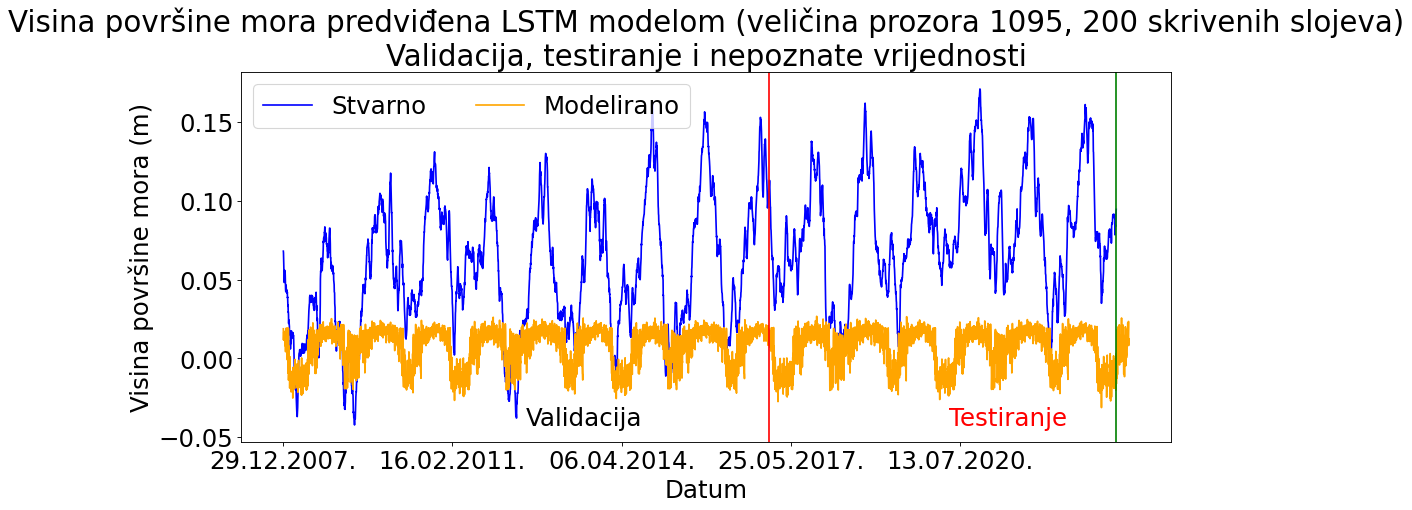 Visina površine mora predviđena LSTM modelom (veličina prozora 1095, 200 skrivenih slojeva)
Validacija, testiranje i nepoznate vrijednosti
Stvarno
Modelirano
Visina površine mora (m)
0.15
0.10
0.05
0.00
−0.05
Validacija
Testiranje
29.12.2007.
16.02.2011.
06.04.2014.
25.05.2017.
13.07.2020.
Datum